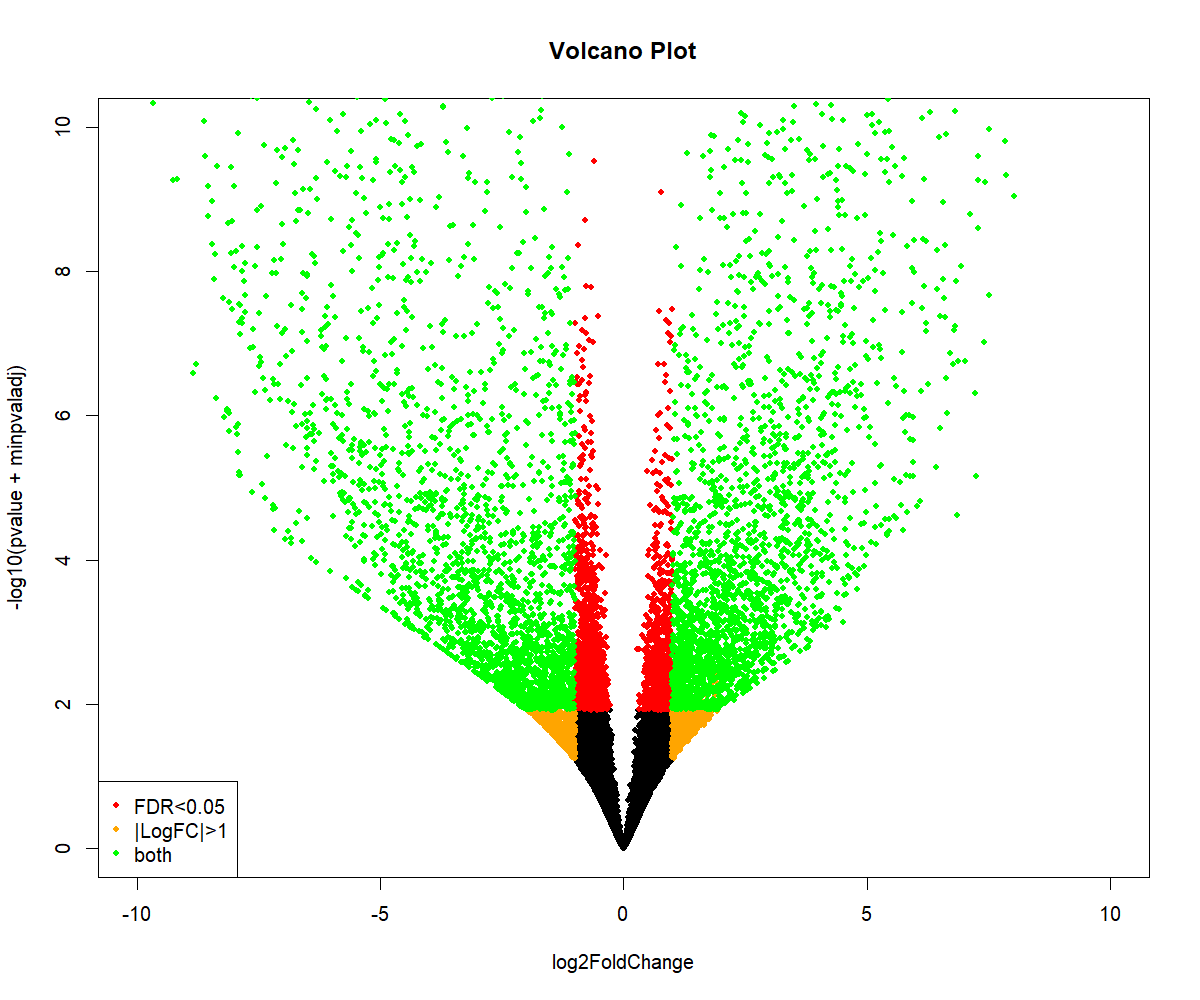 Volcano Plot
-log10(pvalue + minpvaladj)
10
8
6
4
2
0
FDR<0.05
|LogFC|>1
both
-10 -5 0 5 10
log2FoldChange